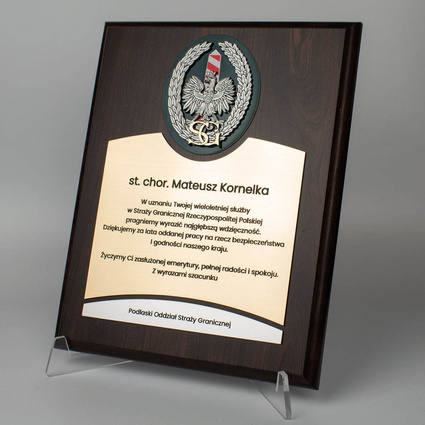 SG
st. chor. Mateusz Kornelka
W uznaniu Twojej wieloletniej służby
w Straży Granicznej Rzeczypospolitej Polskiej
pragniemy wyrazić najgłębszą wdzięczność.
Dziękujemy za lata oddanej pracy na rzecz bezpieczeństwa
i godności naszego kraju.
Życzymy Ci zasłużonej emerytury, pełnej radości i spokoju.
Z wyrazami szacunku
Podlaski Oddział Straży Granicznej